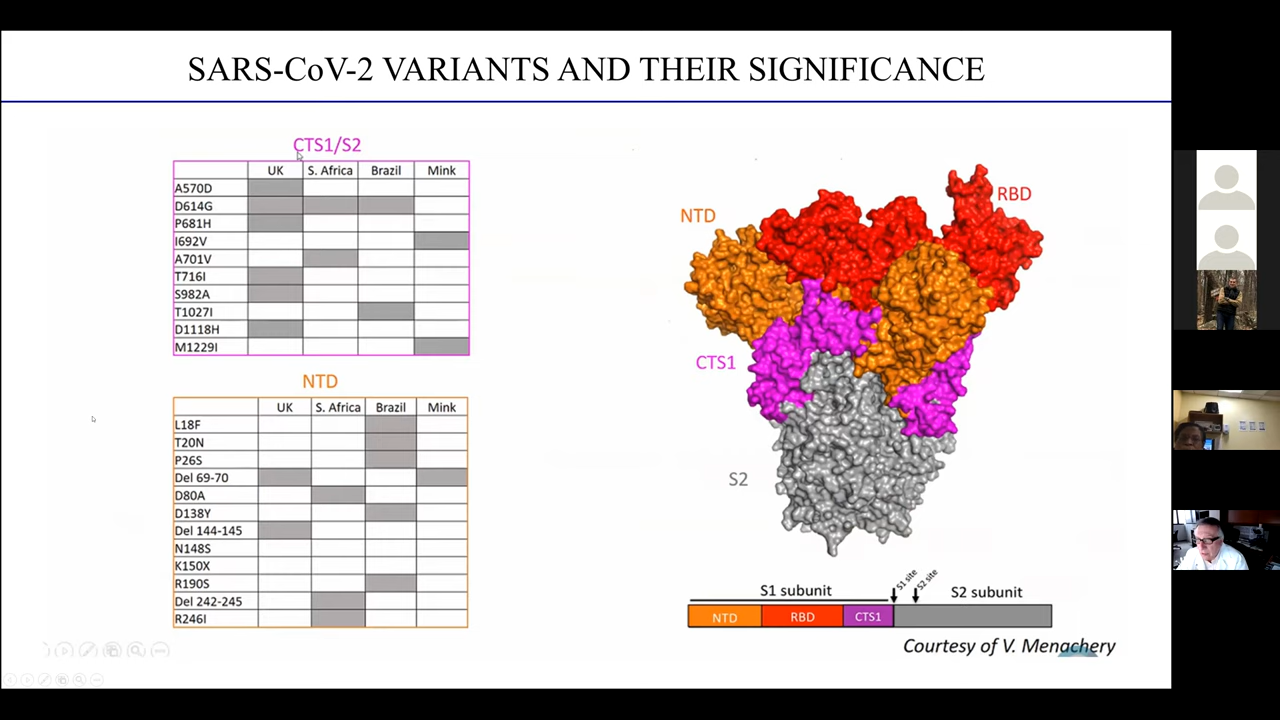 SARS-CoV-2 VARIANTS AND THEIR SIGNIFICANCE
CTS1/S2
UK S. Africa Brazil Mink
A570D
D614G
P681H
I692V
A701V
T716I
S982A
T1027I
D1118H
M1229I
NTD
UK S. Africa Brazil Mink
L18F
T20N
P26S
Del 69-70
D80A
D138Y
Del 144-145
N148S
K150X
R190S
Del 242-245
R246I
RBD
NTD
CTS1
S2
S1 subunit
S1 site
S2 site
S2 subunit
NTD RBD CTS1
Courtesy of V. Menachery